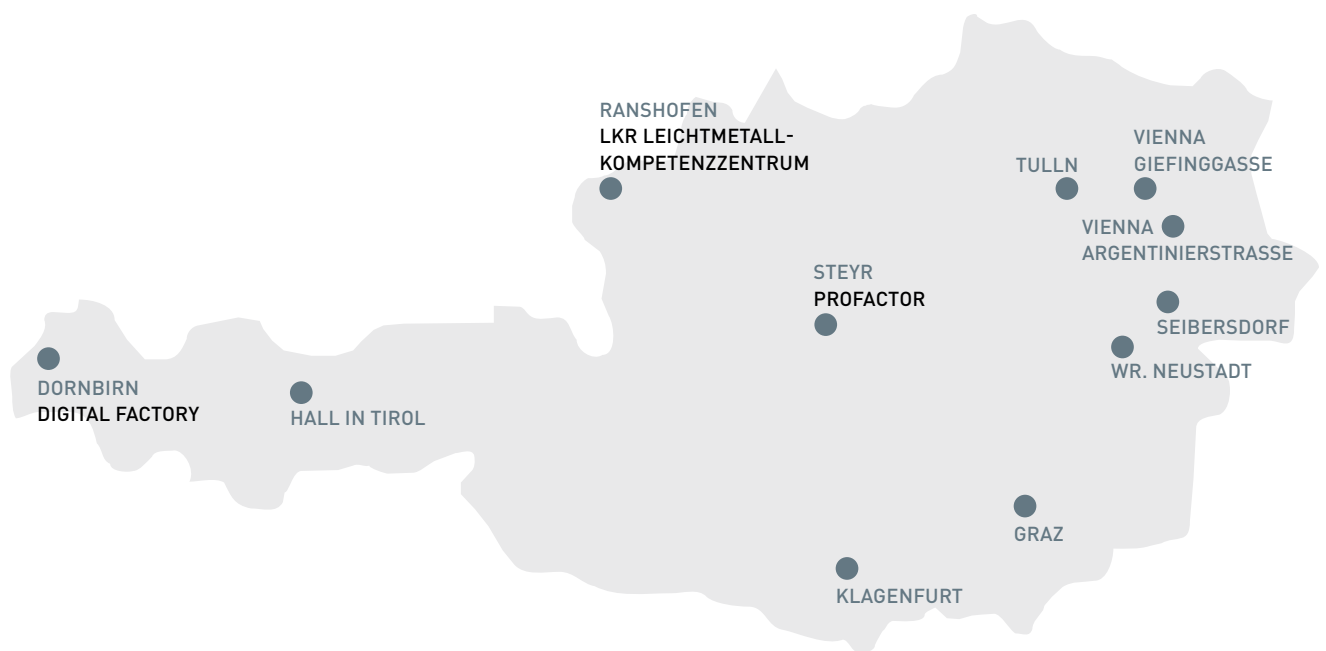 RANSHOFEN
LKR LEICHTMETALL-
KOMPETENZZENTRUM
TULLN
VIENNA
GIEFINGGASSE
VIENNA
ARGENTINIERSTRASSE
STEYR
PROFACTOR
SEIBERSDORF
WR. NEUSTADT
DORNBIRN
DIGITAL FACTORY
HALL IN TIROL
GRAZ
KLAGENFURT